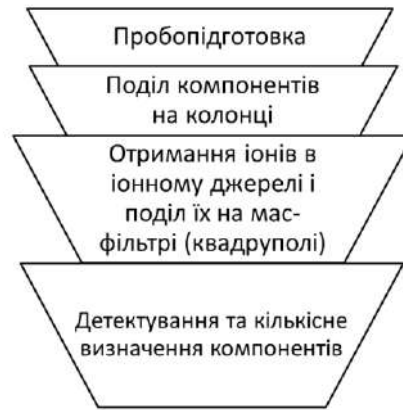 Пробопідготовка
Поділ компонентів
на колонці
Отримання іонів в
іонному джерелі і
поділ їх на мас-
фільтрі (квадруполі)
Детектування та кількісне
визначення компонентів